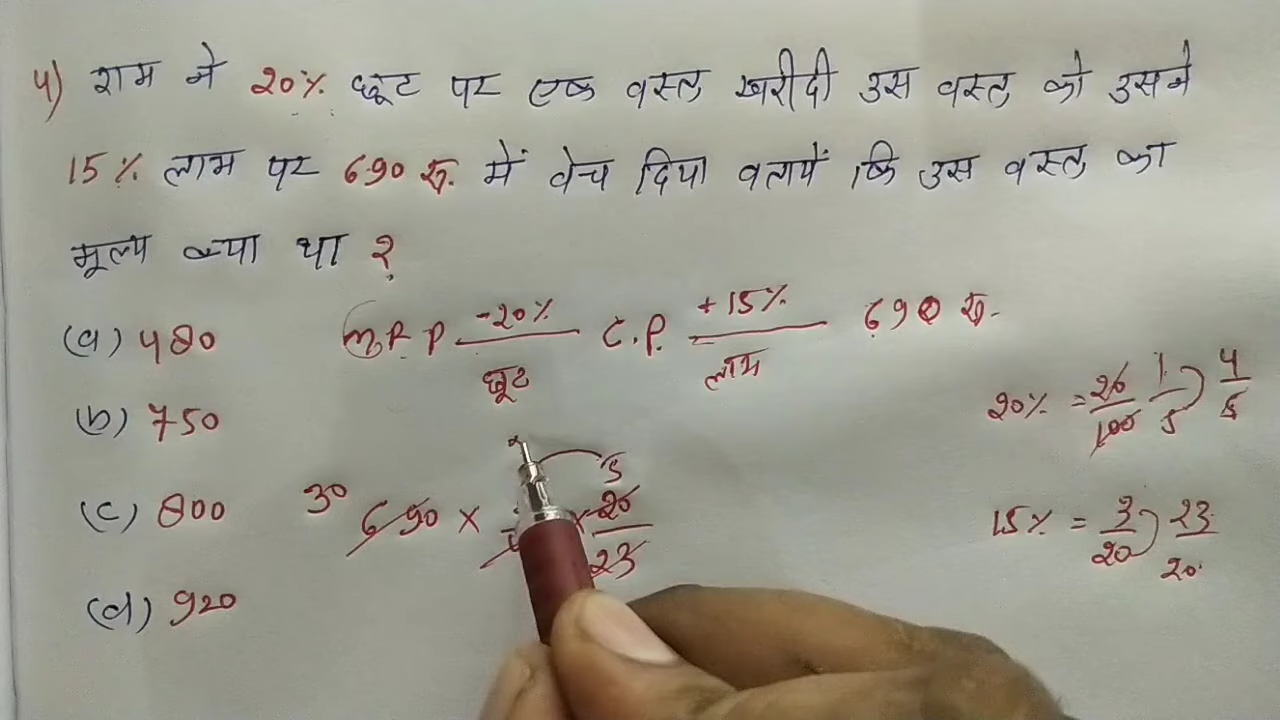 4) राम ने 20% छूट पर एक वस्तु खरीदी उस वस्तु को उसने
15% लाभ पर 690 रु. में बेच दिया बतायें कि उस वस्तु का
मूल्य क्या था ?
(a) 480
M.R.P -20% छूट C.P. +15% लाभ 690 रु.
20% = 20/100 1/5 4/5
(b) 750
(c) 800
30 690 × × 20/23 5
15% = 3/20 23/20
(d) 920